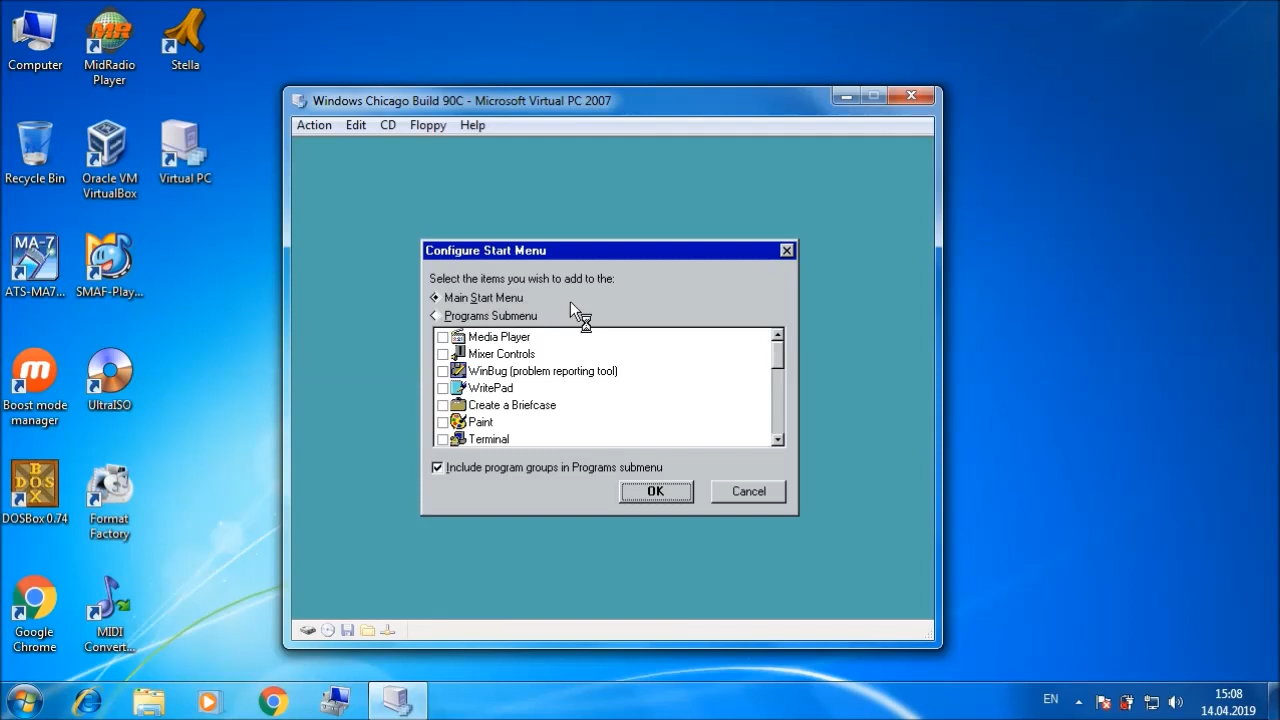 Computer
MidRadio
Player
Stella
Recycle Bin
Oracle VM
VirtualBox
Virtual PC
MA-7
ATS-MA7...
SMAF-Play...
Boost mode
manager
UltraISO
DOS
BOX
DOSBox 0.74
Format
Factory
Google
Chrome
MIDI
Convert...
Windows Chicago Build 90C - Microsoft Virtual PC 2007
Action Edit CD Floppy Help
Configure Start Menu
Select the items you wish to add to the:
Main Start Menu
Programs Submenu
Media Player
Mixer Controls
WinBug (problem reporting tool)
WritePad
Create a Briefcase
Paint
Terminal
Include program groups in Programs submenu
OK Cancel
EN
15:08
14.04.2019